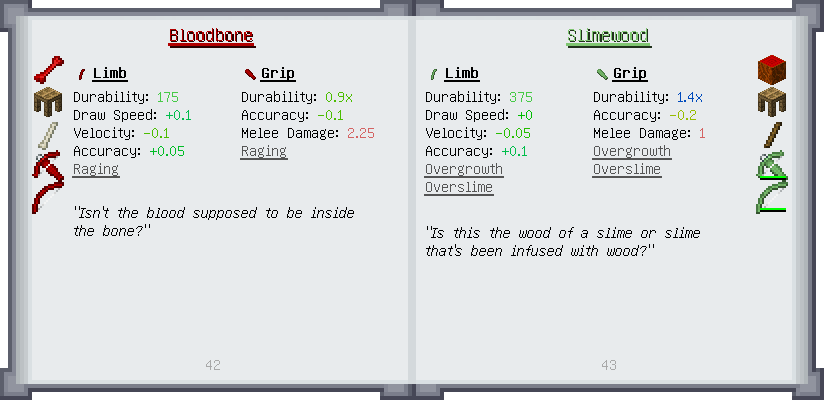 Bloodbone
Limb
Durability: 175
Draw Speed: +0.1
Velocity: -0.1
Accuracy: +0.05
Raging
Grip
Durability: 0.9x
Accuracy: -0.1
Melee Damage: 2.25
Raging
"Isn't the blood supposed to be inside
the bone?"
42
Slimewood
Limb
Durability: 375
Draw Speed: +0
Velocity: -0.05
Accuracy: +0.1
Overgrowth
Overslime
Grip
Durability: 1.4x
Accuracy: -0.2
Melee Damage: 1
Overgrowth
Overslime
"Is this the wood of a slime or slime
that's been infused with wood?"
43